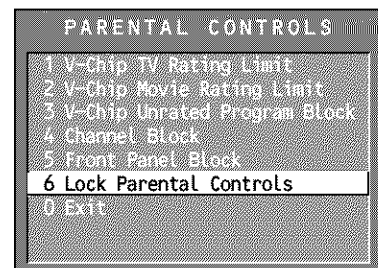 PARENTAL CONTROLS
1 V-Chip TV Rating Limit
2 V-Chip Movie Rating Limit
3 V-Chip Unrated Program Block
4 Channel Block
5 Front Panel Block
6 Lock Parental Controls
0 Exit